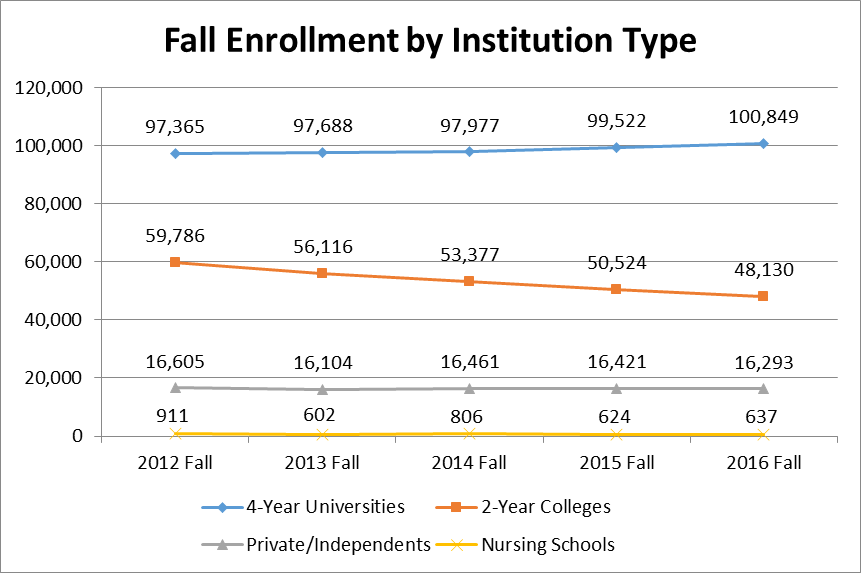 Fall Enrollment by Institution Type
120,000
100,000
80,000
60,000
40,000
20,000
0
97,365 97,688 97,977 99,522 100,849
59,786 56,116 53,377 50,524 48,130
16,605 16,104 16,461 16,421 16,293
911 602 806 624 637
2012 Fall 2013 Fall 2014 Fall 2015 Fall 2016 Fall
4-Year Universities 2-Year Colleges
Private/Independents Nursing Schools